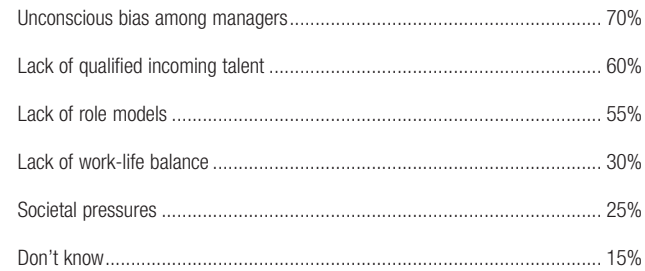 Unconscious bias among managers............................................................. 70%
Lack of qualified incoming talent ................................................................. 60%
Lack of role models .................................................................................... 55%
Lack of work-life balance ............................................................................ 30%
Societal pressures ...................................................................................... 25%
Don’t know................................................................................................. 15%